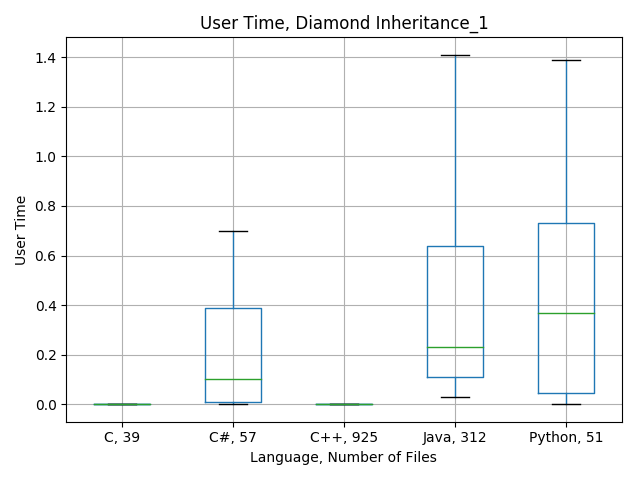 User Time, Diamond Inheritance_1
1.4
1.2
1.0
0.8
0.6
0.4
0.2
0.0
User Time
C, 39
C#, 57
C++, 925
Java, 312
Python, 51
Language, Number of Files